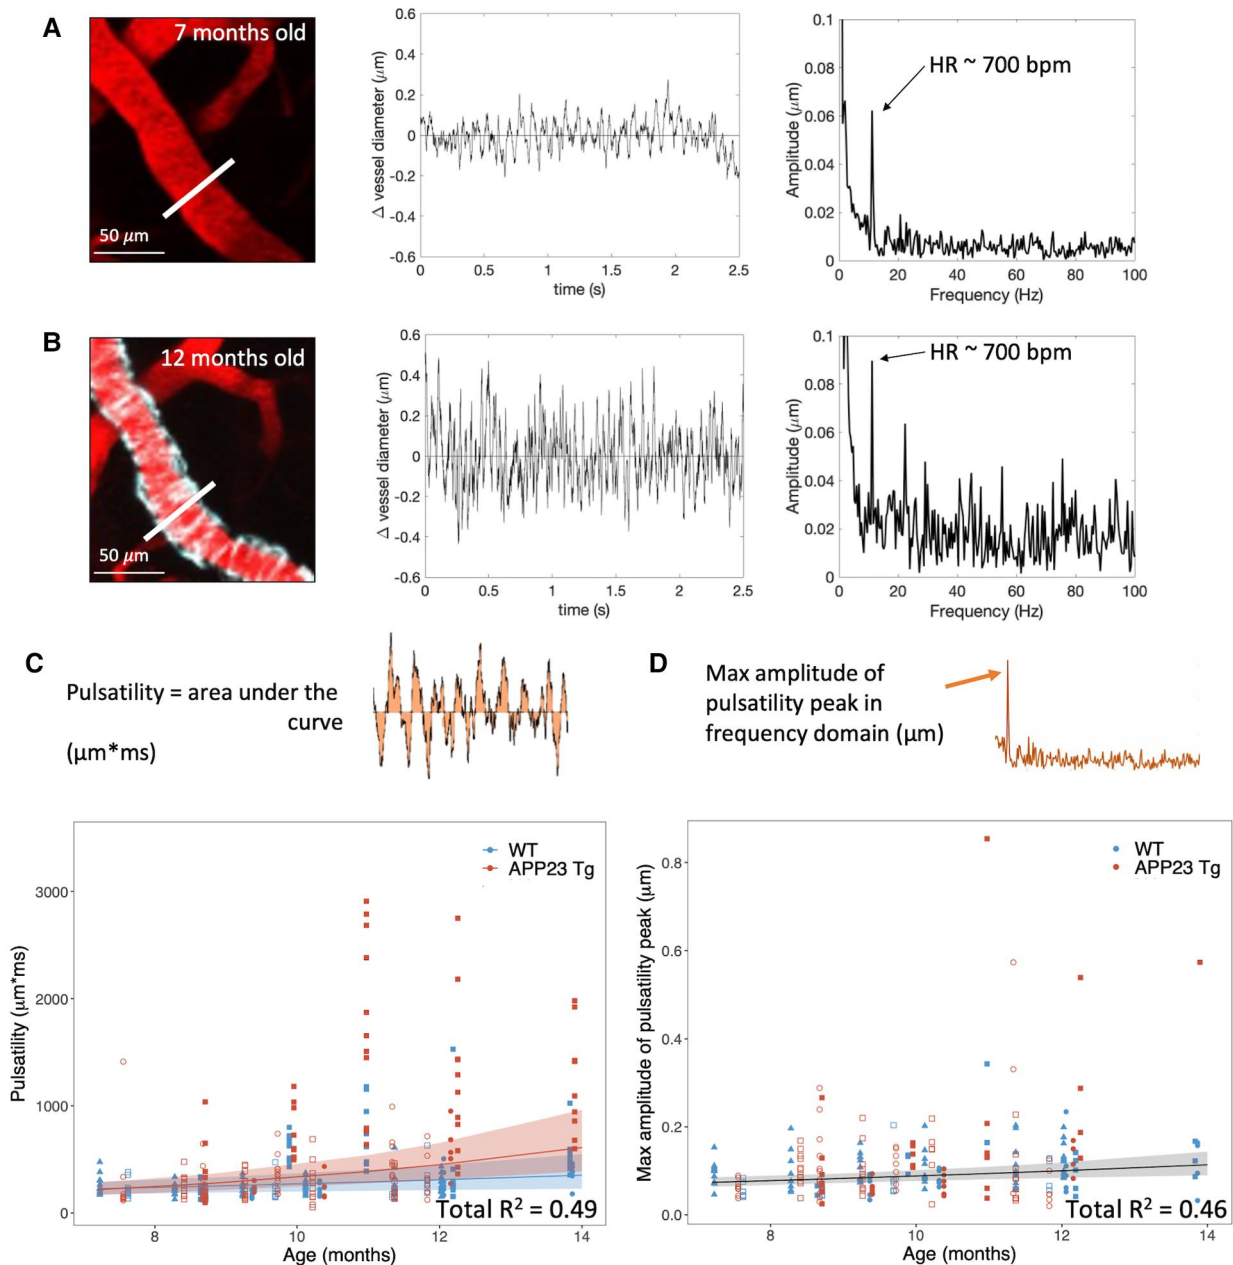 A
7 months old
50 µm
Δ vessel diameter (µm)
0.6
0.4
0.2
0
-0.2
-0.4
-0.6
0 0.5 1 1.5 2 2.5
time (s)
Amplitude (µm)
0.1
0.08
0.06
0.04
0.02
0
0 20 40 60 80 100
Frequency (Hz)
HR ~ 700 bpm
B
12 months old
50 µm
Δ vessel diameter (µm)
0.6
0.4
0.2
0
-0.2
-0.4
-0.6
0 0.5 1 1.5 2 2.5
time (s)
Amplitude (µm)
0.1
0.08
0.06
0.04
0.02
0
0 20 40 60 80 100
Frequency (Hz)
HR ~ 700 bpm
C
Pulsatility = area under the
curve
(µm*ms)
Pulsatility (µm*ms)
3000
2000
1000
0
8 10 12 14
Age (months)
WT
APP23 Tg
Total R² = 0.49
D
Max amplitude of
pulsatility peak in
frequency domain (µm)
Max amplitude of pulsatility peak (µm)
0.8
0.6
0.4
0.2
0.0
8 10 12 14
Age (months)
WT
APP23 Tg
Total R² = 0.46